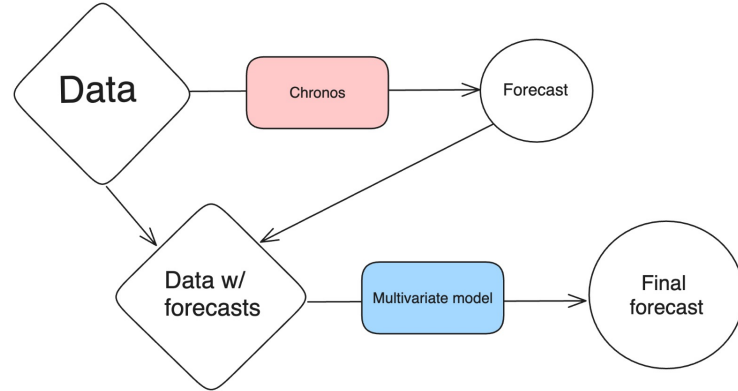 Data
Chronos
Forecast
Data w/
forecasts
Multivariate model
Final
forecast